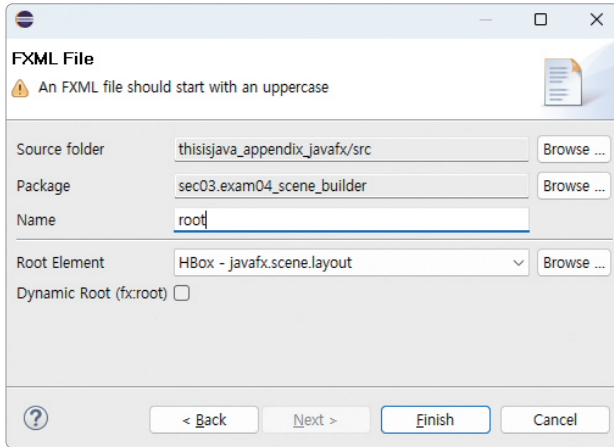 FXML File
An FXML file should start with an uppercase
Source folder thisisjava_appendix_javafx/src Browse ...
Package sec03.exam04_scene_builder Browse ...
Name root
Root Element HBox - javafx.scene.layout Browse ...
Dynamic Root (fx:root)
? < Back Next > Finish Cancel